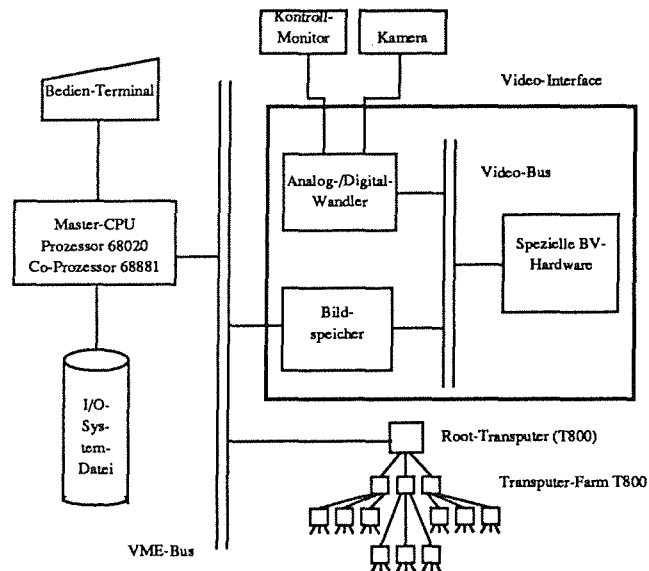 Kontroll-
Monitor
Kamera
Video-Interface
Bedien-Terminal
Analog-/Digital-
Wandler
Video-Bus
Master-CPU
Prozessor 68020
Co-Prozessor 68881
Spezielle BV-
Hardware
Bild-
speicher
I/O-
Sys-
tem-
Datei
Root-Transputer (T800)
Transputer-Farm T800
VME-Bus